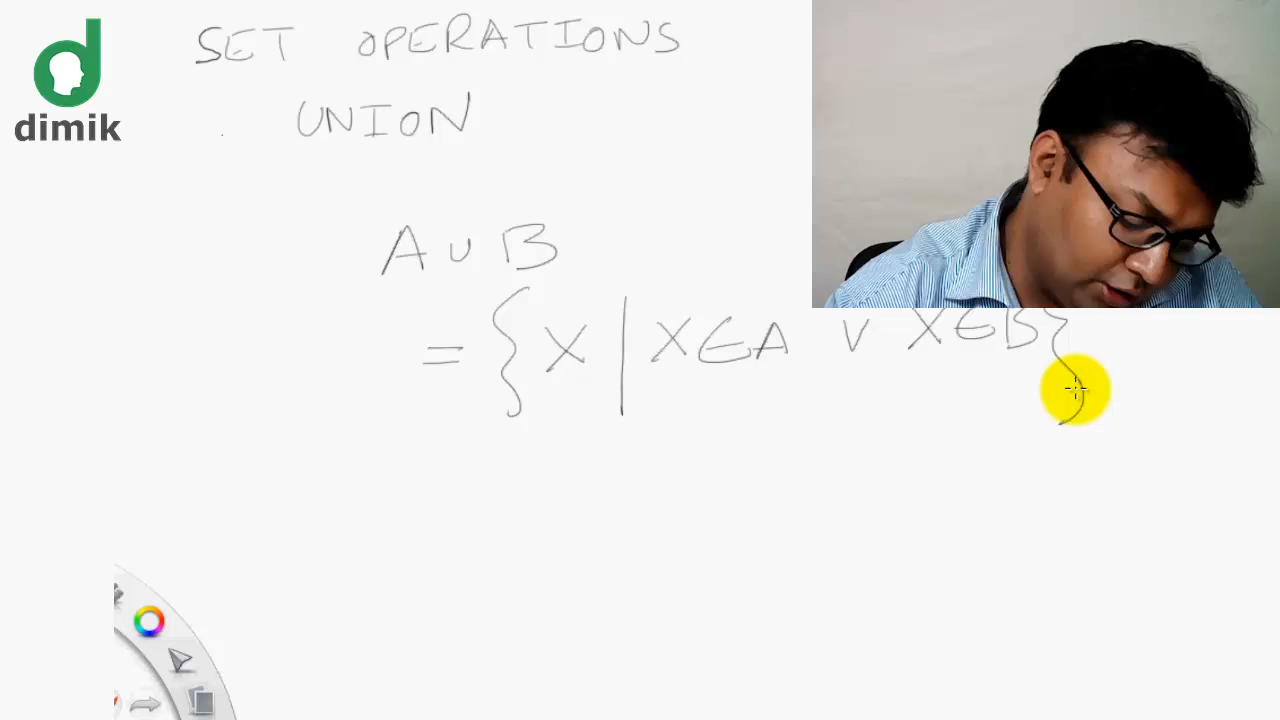 dimik
SET OPERATIONS
UNION
A ∪ B
= { X | X ∈ A ∨ X ∈ B }